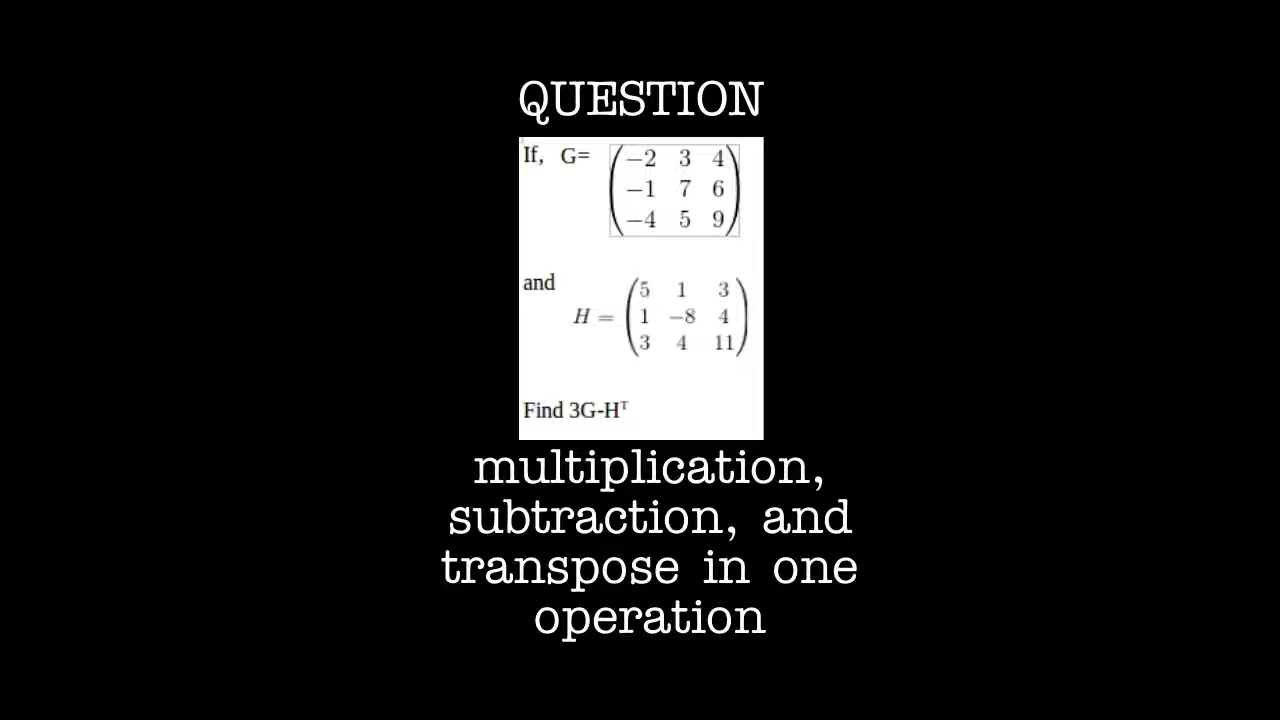 QUESTION
If, G= (−2 3 4
−1 7 6
−4 5 9)
and
H = (5 1 3
1 −8 4
3 4 11)
Find 3G-Hᵀ
multiplication,
subtraction, and
transpose in one
operation